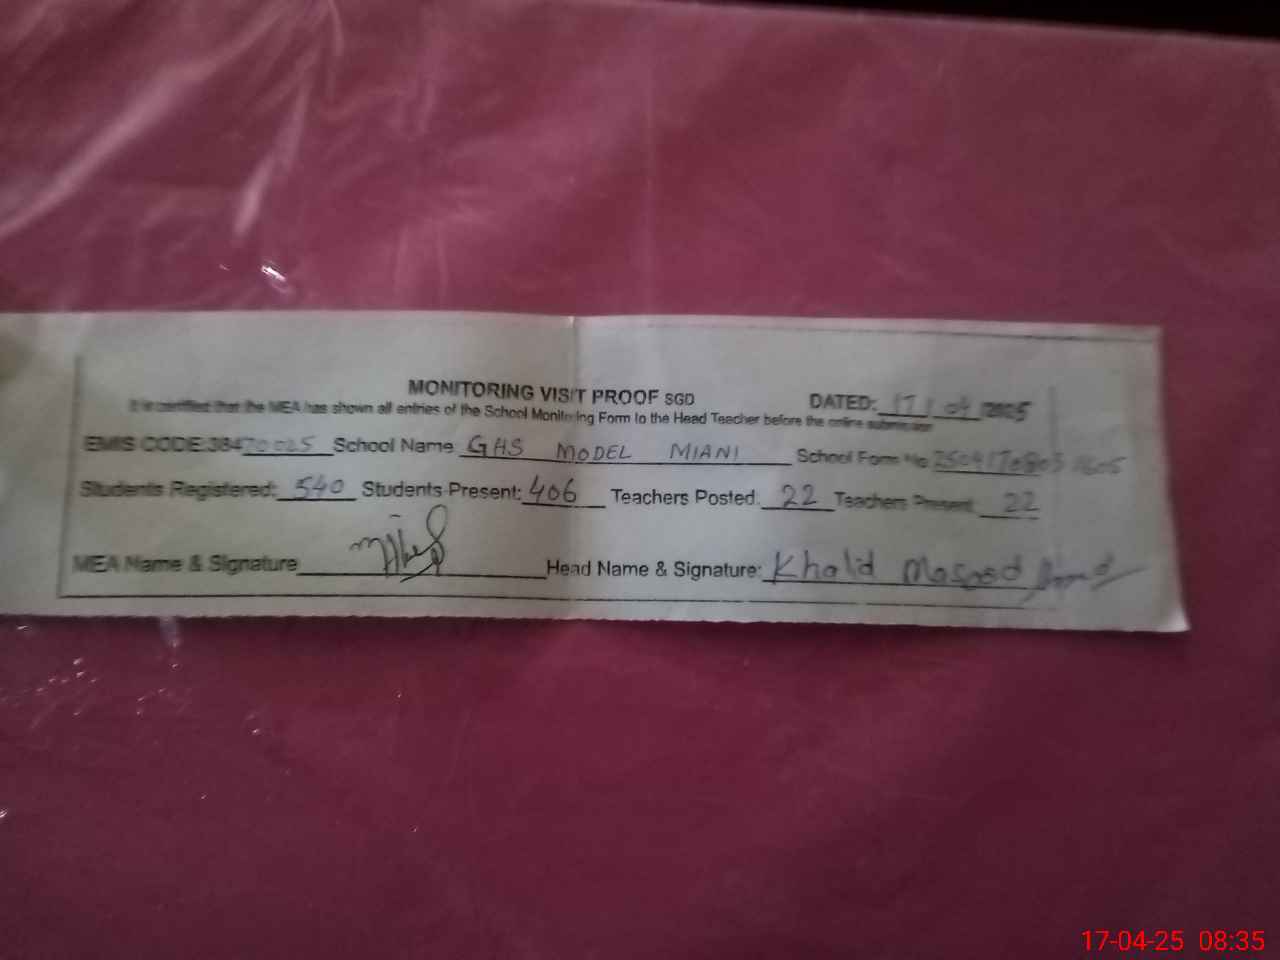 MONITORING VISIT PROOF SGD DATED: 17/04/2025
It is certified that the MEA has shown all entries of the School Monitoring Form to the Head Teacher before the online submission
EMIS CODE:38470025 School Name GHS MODEL MIANI School Form No
Students Registered: 540 Students Present: 406 Teachers Posted: 22 Teachers Present 22
MEA Name & Signature Head Name & Signature: Khalid Masood
17-04-25 08:35